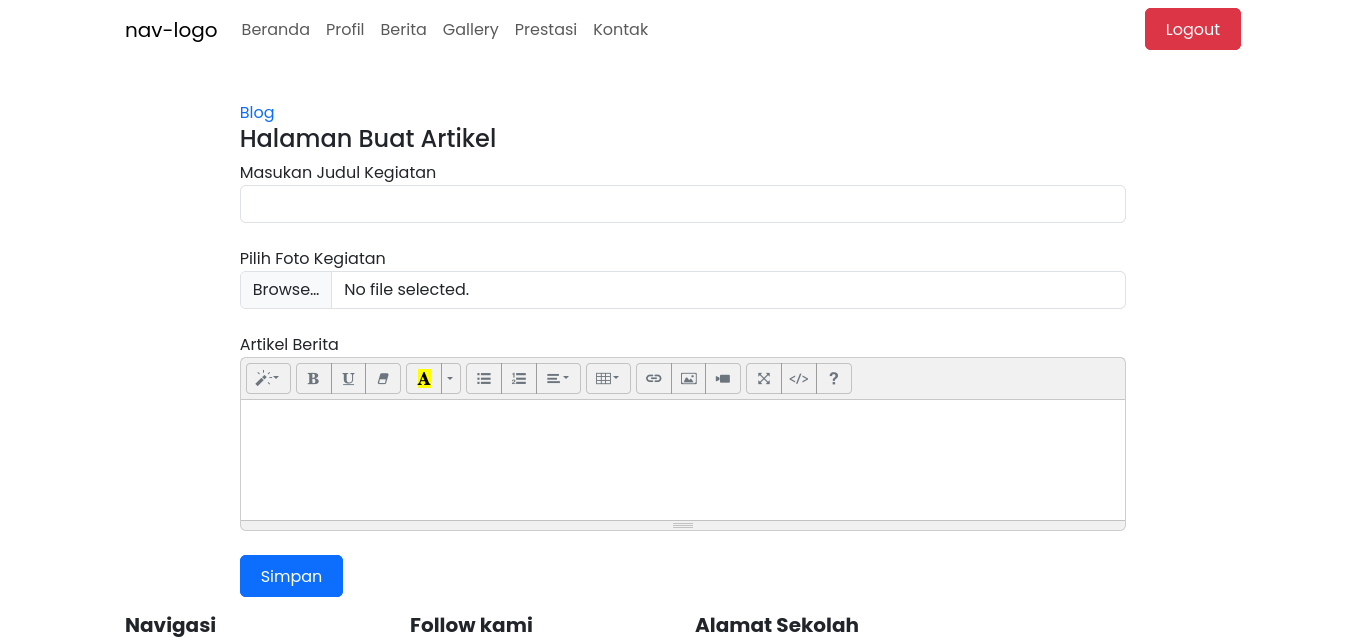 nav-logo Beranda Profil Berita Gallery Prestasi Kontak Logout
Blog
Halaman Buat Artikel
Masukan Judul Kegiatan
Pilih Foto Kegiatan
Browse... No file selected.
Artikel Berita
B U A </> ?
Simpan
Navigasi Follow kami Alamat Sekolah